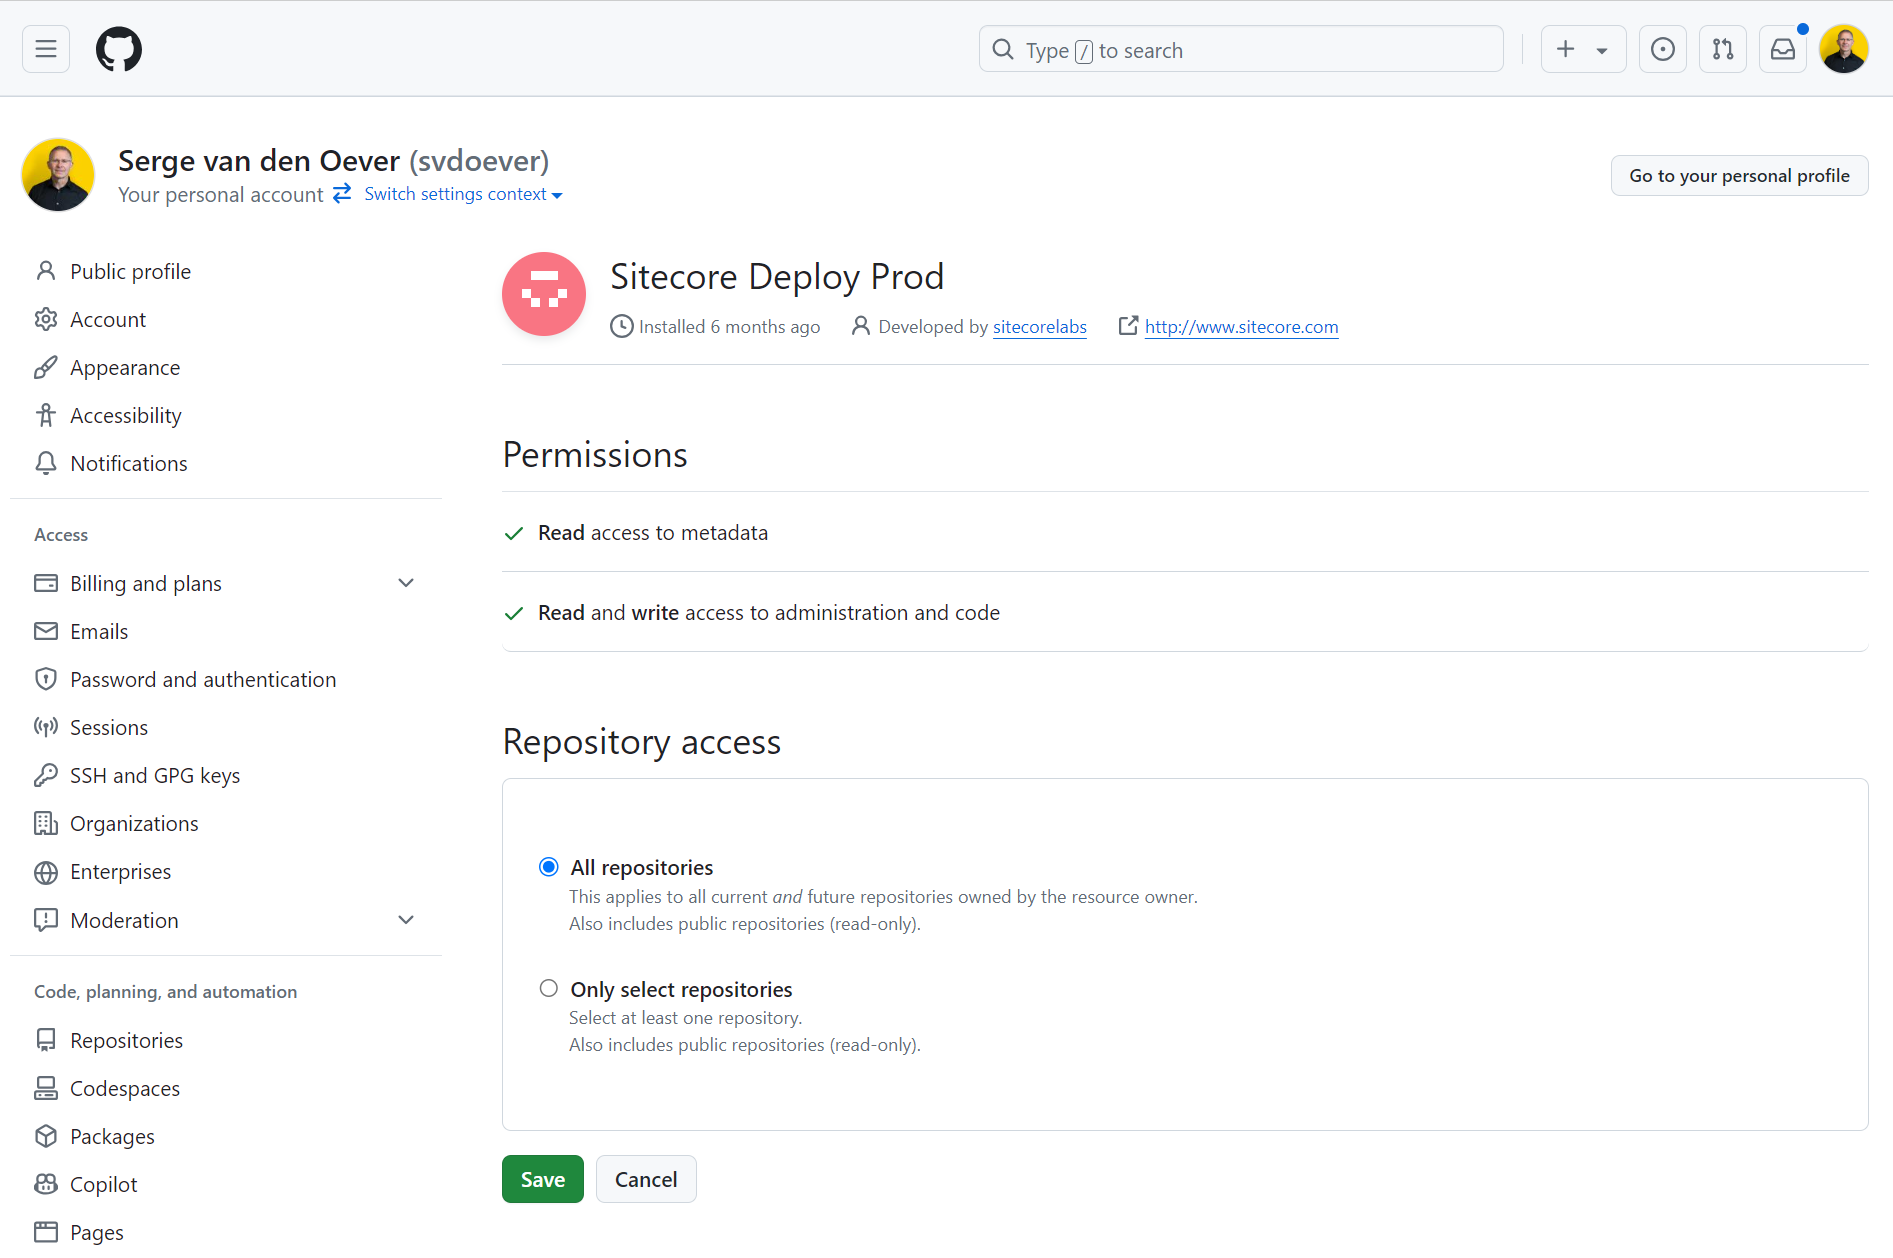 Type / to search
Serge van den Oever (svdoever)
Your personal account Switch settings context
Go to your personal profile
Public profile
Account
Appearance
Accessibility
Notifications
Access
Billing and plans
Emails
Password and authentication
Sessions
SSH and GPG keys
Organizations
Enterprises
Moderation
Code, planning, and automation
Repositories
Codespaces
Packages
Copilot
Pages
Sitecore Deploy Prod
Installed 6 months ago Developed by sitecorelabs http://www.sitecore.com
Permissions
Read access to metadata
Read and write access to administration and code
Repository access
All repositories
This applies to all current and future repositories owned by the resource owner.
Also includes public repositories (read-only).
Only select repositories
Select at least one repository.
Also includes public repositories (read-only).
Save Cancel